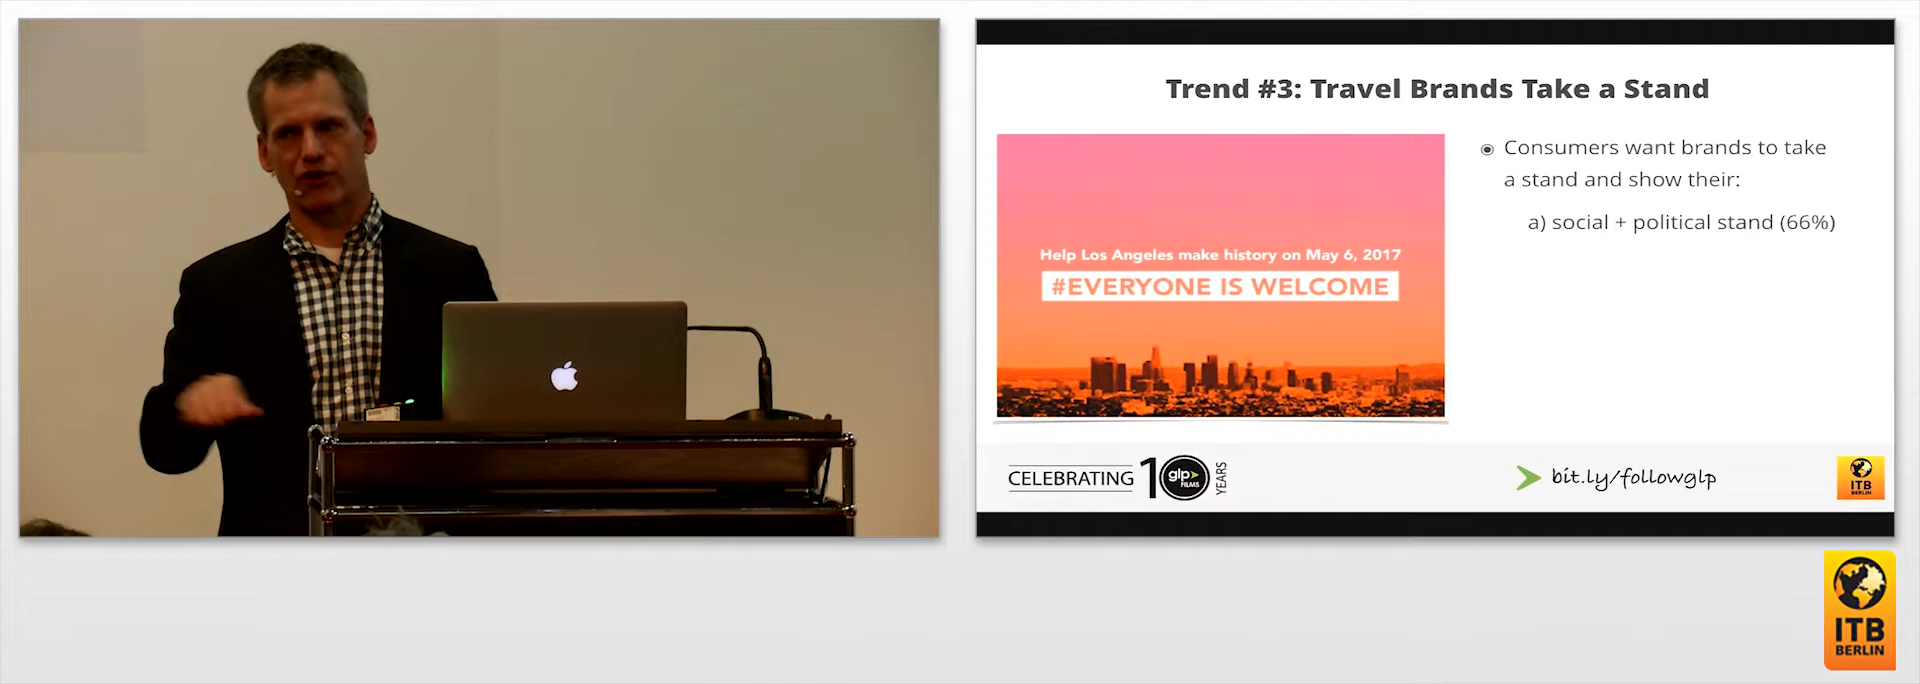 Trend #3: Travel Brands Take a Stand
Help Los Angeles make history on May 6, 2017
#EVERYONE IS WELCOME
Consumers want brands to take
a stand and show their:
a) social + political stand (66%)
CELEBRATING 10 YEARS
glp
FILMS
bit.ly/followglp
ITB
BERLIN
ITB
BERLIN